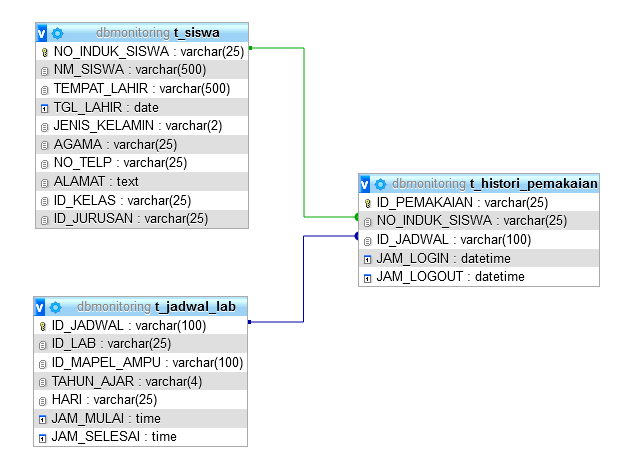 v dbmonitoring t_siswa
NO_INDUK_SISWA : varchar(25)
NM_SISWA : varchar(500)
TEMPAT_LAHIR : varchar(500)
TGL_LAHIR : date
JENIS_KELAMIN : varchar(2)
AGAMA : varchar(25)
NO_TELP : varchar(25)
ALAMAT : text
ID_KELAS : varchar(25)
ID_JURUSAN : varchar(25)
v dbmonitoring t_histori_pemakaian
ID_PEMAKAIAN : varchar(25)
NO_INDUK_SISWA : varchar(25)
ID_JADWAL : varchar(100)
JAM_LOGIN : datetime
JAM_LOGOUT : datetime
v dbmonitoring t_jadwal_lab
ID_JADWAL : varchar(100)
ID_LAB : varchar(25)
ID_MAPEL_AMPU : varchar(100)
TAHUN_AJAR : varchar(4)
HARI : varchar(25)
JAM_MULAI : time
JAM_SELESAI : time